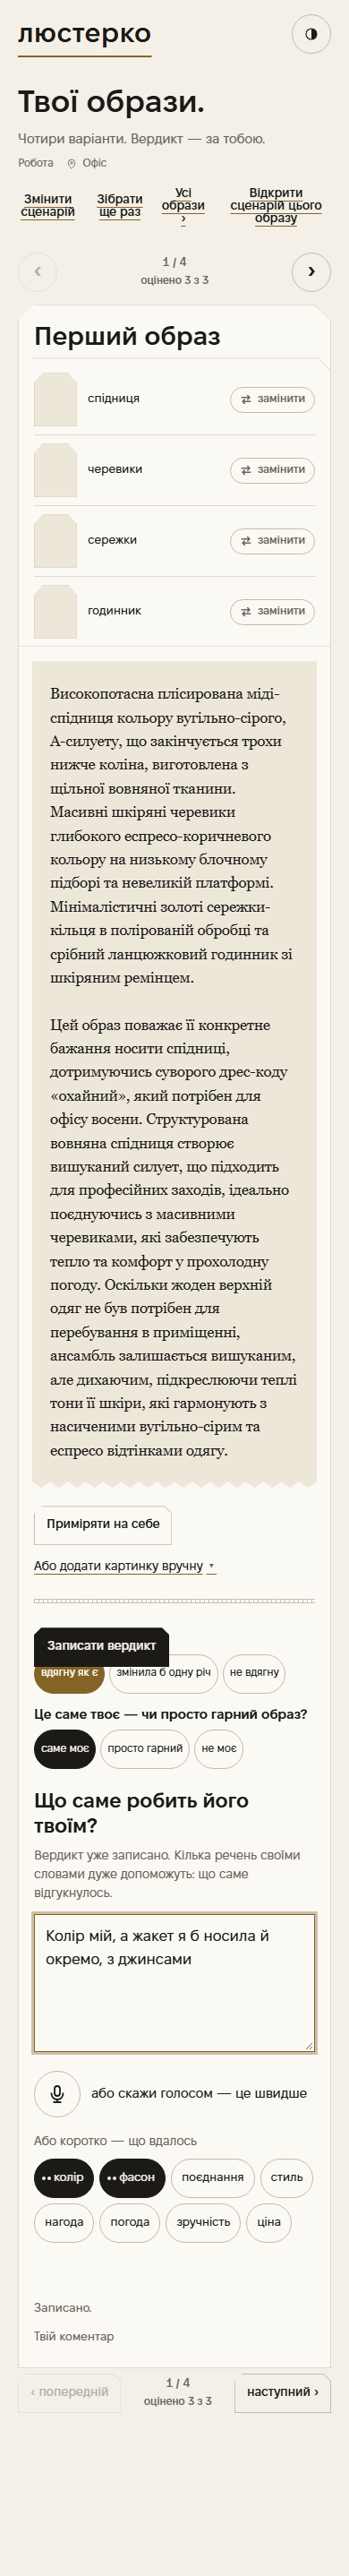 люстерко
Твої образи.
Чотири варіанти. Вердикт — за тобою.
Робота Офіс
Змінити сценарій
Зібрати ще раз
Усі образи ›
Відкрити сценарій цього образу
‹
1 / 4
оцінено 3 з 3
›
Перший образ
спідниця
замінити
черевики
замінити
сережки
замінити
годинник
замінити
Високопотасна плісирована міді-
спідниця кольору вугільно-сірого,
А-силуету, що закінчується трохи
нижче коліна, виготовлена з
щільної вовняної тканини.
Масивні шкіряні черевики
глибокого еспресо-коричневого
кольору на низькому блочному
підборі та невеликій платформі.
Мінімалістичні золоті сережки-
кільця в полірованій обробці та
срібний ланцюжковий годинник зі
шкіряним ремінцем.
Цей образ поважає її конкретне
бажання носити спідниці,
дотримуючись суворого дрес-коду
«охайний», який потрібен для
офісу восени. Структурована
вовняна спідниця створює
вишуканий силует, що підходить
для професійних заходів, ідеально
поєднуючись з масивними
черевиками, які забезпечують
тепло та комфорт у прохолодну
погоду. Оскільки жоден верхній
одяг не був потрібен для
перебування в приміщенні,
ансамбль залишається вишуканим,
але дихаючим, підкреслюючи теплі
тони її шкіри, які гармонують з
насиченими вугільно-сірим та
еспресо відтінками одягу.
Приміряти на себе
Або додати картинку вручну
Записати вердикт
вдягну як є
змінила б одну річ
не вдягну
Це саме твоє — чи просто гарний образ?
саме моє
просто гарний
не моє
Що саме робить його
твоїм?
Вердикт уже записано. Кілька речень своїми
словами дуже допоможуть: що саме
відгукнулось.
Колір мій, а жакет я б носила й
окремо, з джинсами
або скажи голосом — це швидше
Або коротко — що вдалось
колір
фасон
поєднання
стиль
нагода
погода
зручність
ціна
Записано.
Твій коментар
‹ попередній
1 / 4
оцінено 3 з 3
наступний ›